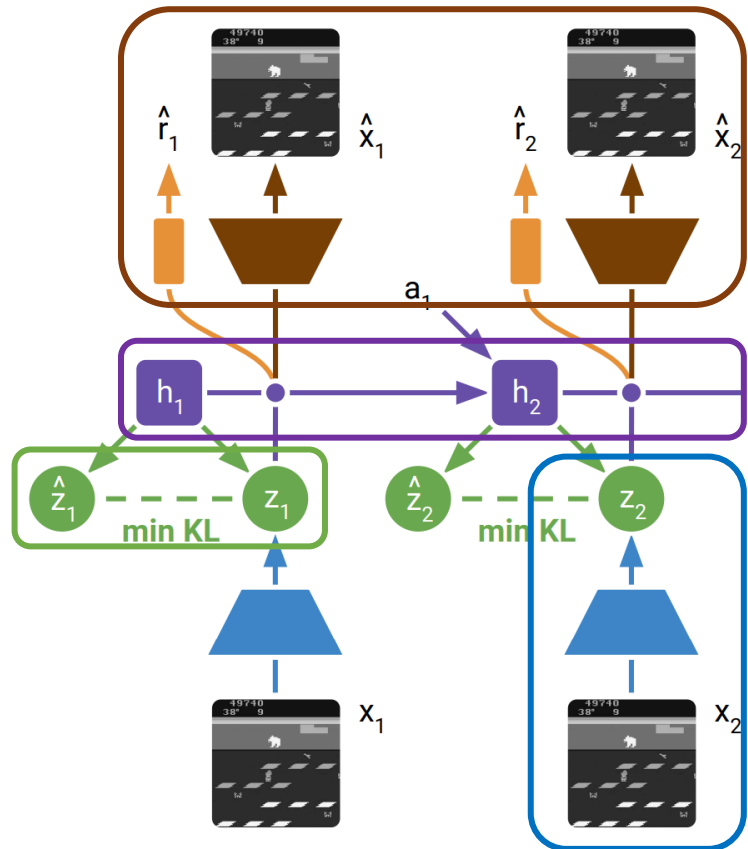 49740
38° 9
49740
38° 9
r̂₁
x̂₁
r̂₂
x̂₂
a₁
h₁
h₂
ẑ₁
z₁
ẑ₂
z₂
min KL
min KL
49740
38° 9
x₁
49740
38° 9
x₂